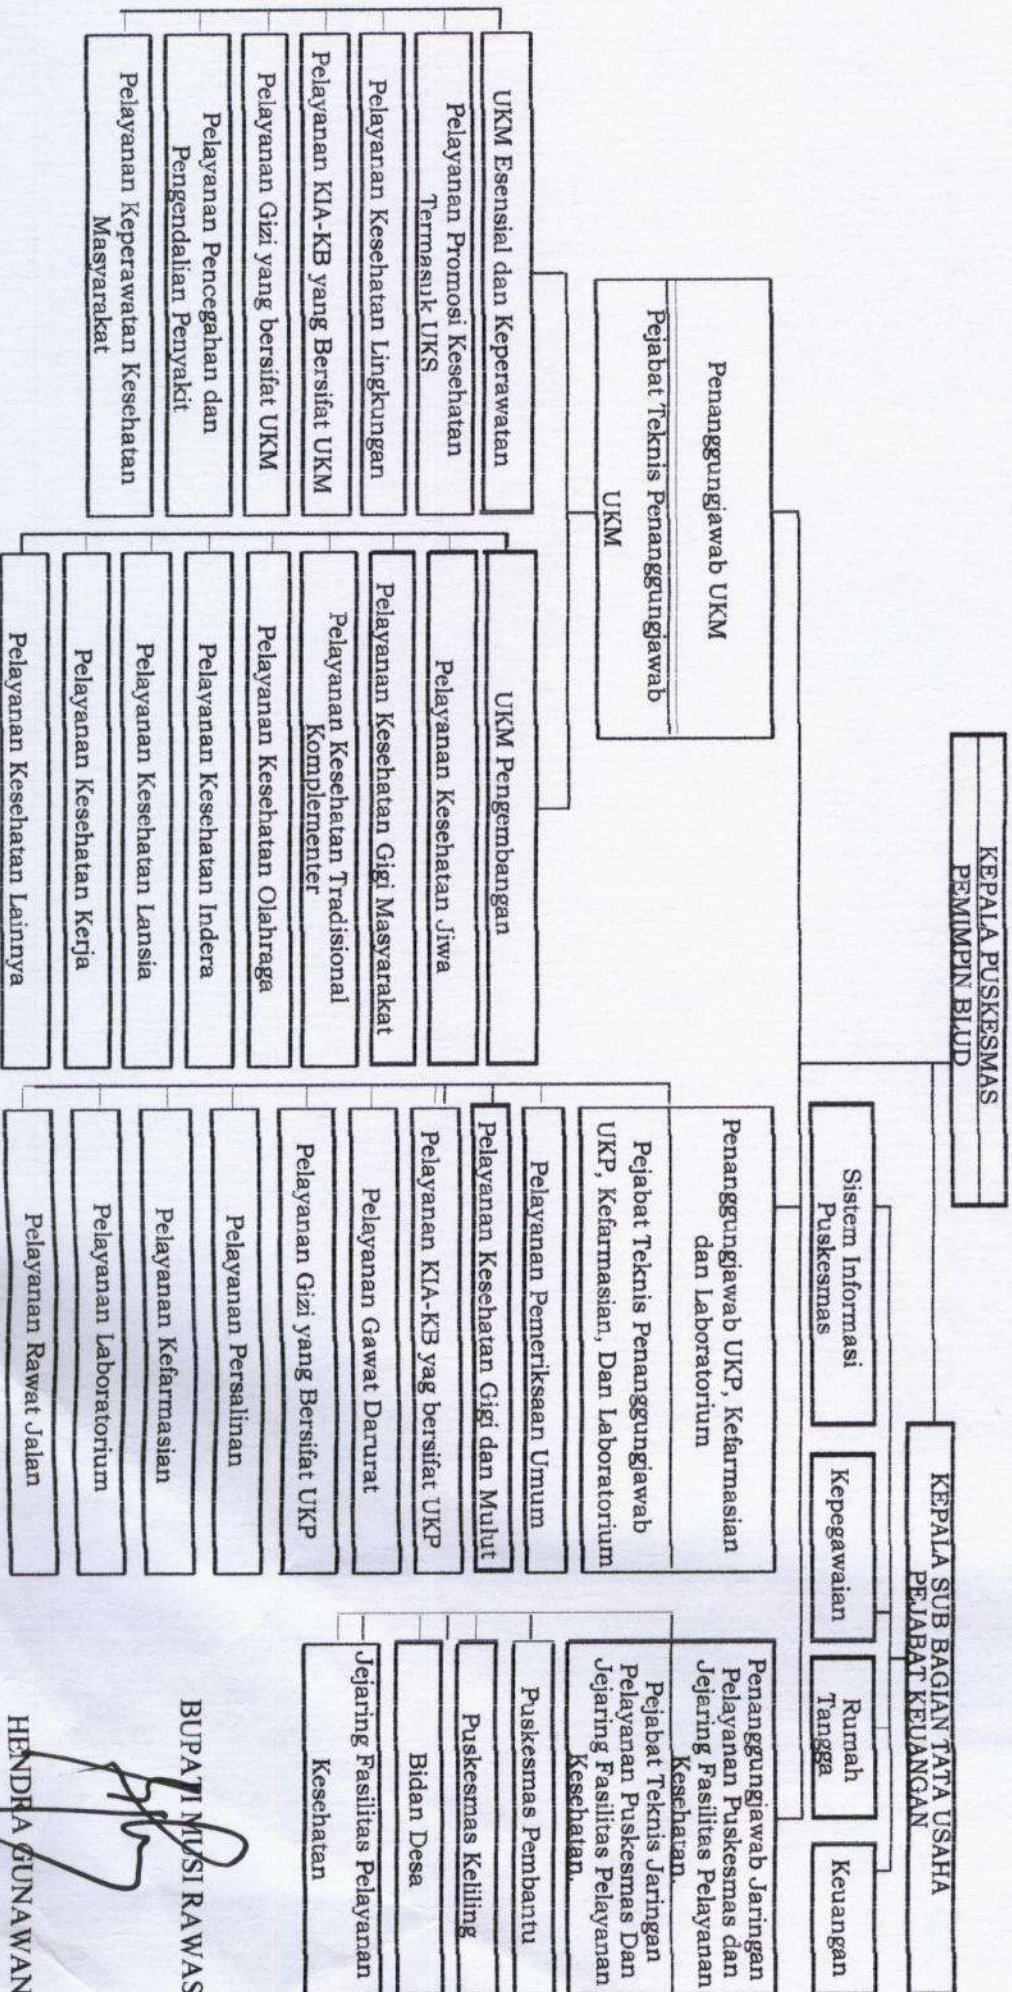 KEPALA PUSKESMAS
PEMIMPIN BLUD
KEPALA SUB BAGIAN TATA USAHA
PEJABAT KEUANGAN
Sistem Informasi
Puskesmas
Kepegawaian
Rumah
Tangga
Keuangan
Penanggungjawab UKM
Pejabat Teknis Penanggungjawab
UKM
UKM Esensial dan Keperawatan
Pelayanan Promosi Kesehatan
Termasuk UKS
Pelayanan Kesehatan Lingkungan
Pelayanan KIA-KB yang Bersifat UKM
Pelayanan Gizi yang bersifat UKM
Pelayanan Pencegahan dan
Pengendalian Penyakit
Pelayanan Keperawatan Kesehatan
Masyarakat
UKM Pengembangan
Pelayanan Kesehatan Jiwa
Pelayanan Kesehatan Gigi Masyarakat
Pelayanan Kesehatan Tradisional
Komplementer
Pelayanan Kesehatan Olahraga
Pelayanan Kesehatan Indera
Pelayanan Kesehatan Lansia
Pelayanan Kesehatan Kerja
Pelayanan Kesehatan Lainnya
Penanggungjawab UKP, Kefarmasian
dan Laboratorium
Pejabat Teknis Penanggungjawab
UKP, Kefarmasian, Dan Laboratorium
Pelayanan Pemeriksaan Umum
Pelayanan Kesehatan Gigi dan Mulut
Pelayanan KIA-KB yag bersifat UKP
Pelayanan Gawat Darurat
Pelayanan Gizi yang Bersifat UKP
Pelayanan Persalinan
Pelayanan Kefarmasian
Pelayanan Laboratorium
Pelayanan Rawat Jalan
Penanggungjawab Jaringan
Pelayanan Puskesmas dan
Jejaring Fasilitas Pelayanan
Kesehatan.
Pejabat Teknis Jaringan
Pelayanan Puskesmas Dan
Jejaring Fasilitas Pelayanan
Kesehatan.
Puskesmas Pembantu
Puskesmas Keliling
Bidan Desa
Jejaring Fasilitas Pelayanan
Kesehatan
BUPATI MUSI RAWAS
HENDRA GUNAWAN